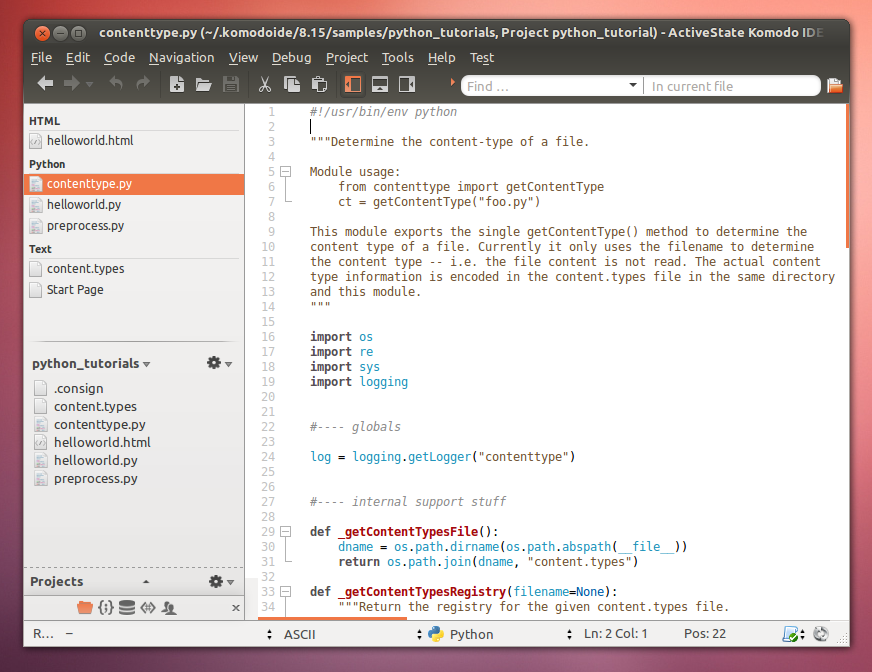 contenttype.py (~/.komodoide/8.15/samples/python_tutorials, Project python_tutorial) - ActiveState Komodo IDE
File Edit Code Navigation View Debug Project Tools Help Test
Find ... In current file
HTML
helloworld.html
Python
contenttype.py
helloworld.py
preprocess.py
Text
content.types
Start Page
python_tutorials
.consign
content.types
contenttype.py
helloworld.html
helloworld.py
preprocess.py
Projects
1 #!/usr/bin/env python
2
3 """Determine the content-type of a file.
4
5 Module usage:
6 from contenttype import getContentType
7 ct = getContentType("foo.py")
8
9 This module exports the single getContentType() method to determine the
10 content type of a file. Currently it only uses the filename to determine
11 the content type -- i.e. the file content is not read. The actual content
12 type information is encoded in the content.types file in the same directory
13 and this module.
14 """
15
16 import os
17 import re
18 import sys
19 import logging
20
21
22 #---- globals
23
24 log = logging.getLogger("contenttype")
25
26
27 #---- internal support stuff
28
29 def _getContentTypesFile():
30 dname = os.path.dirname(os.path.abspath(__file__))
31 return os.path.join(dname, "content.types")
32
33 def _getContentTypesRegistry(filename=None):
34 """Return the registry for the given content.types file.
R... – ASCII Python Ln: 2 Col: 1 Pos: 22